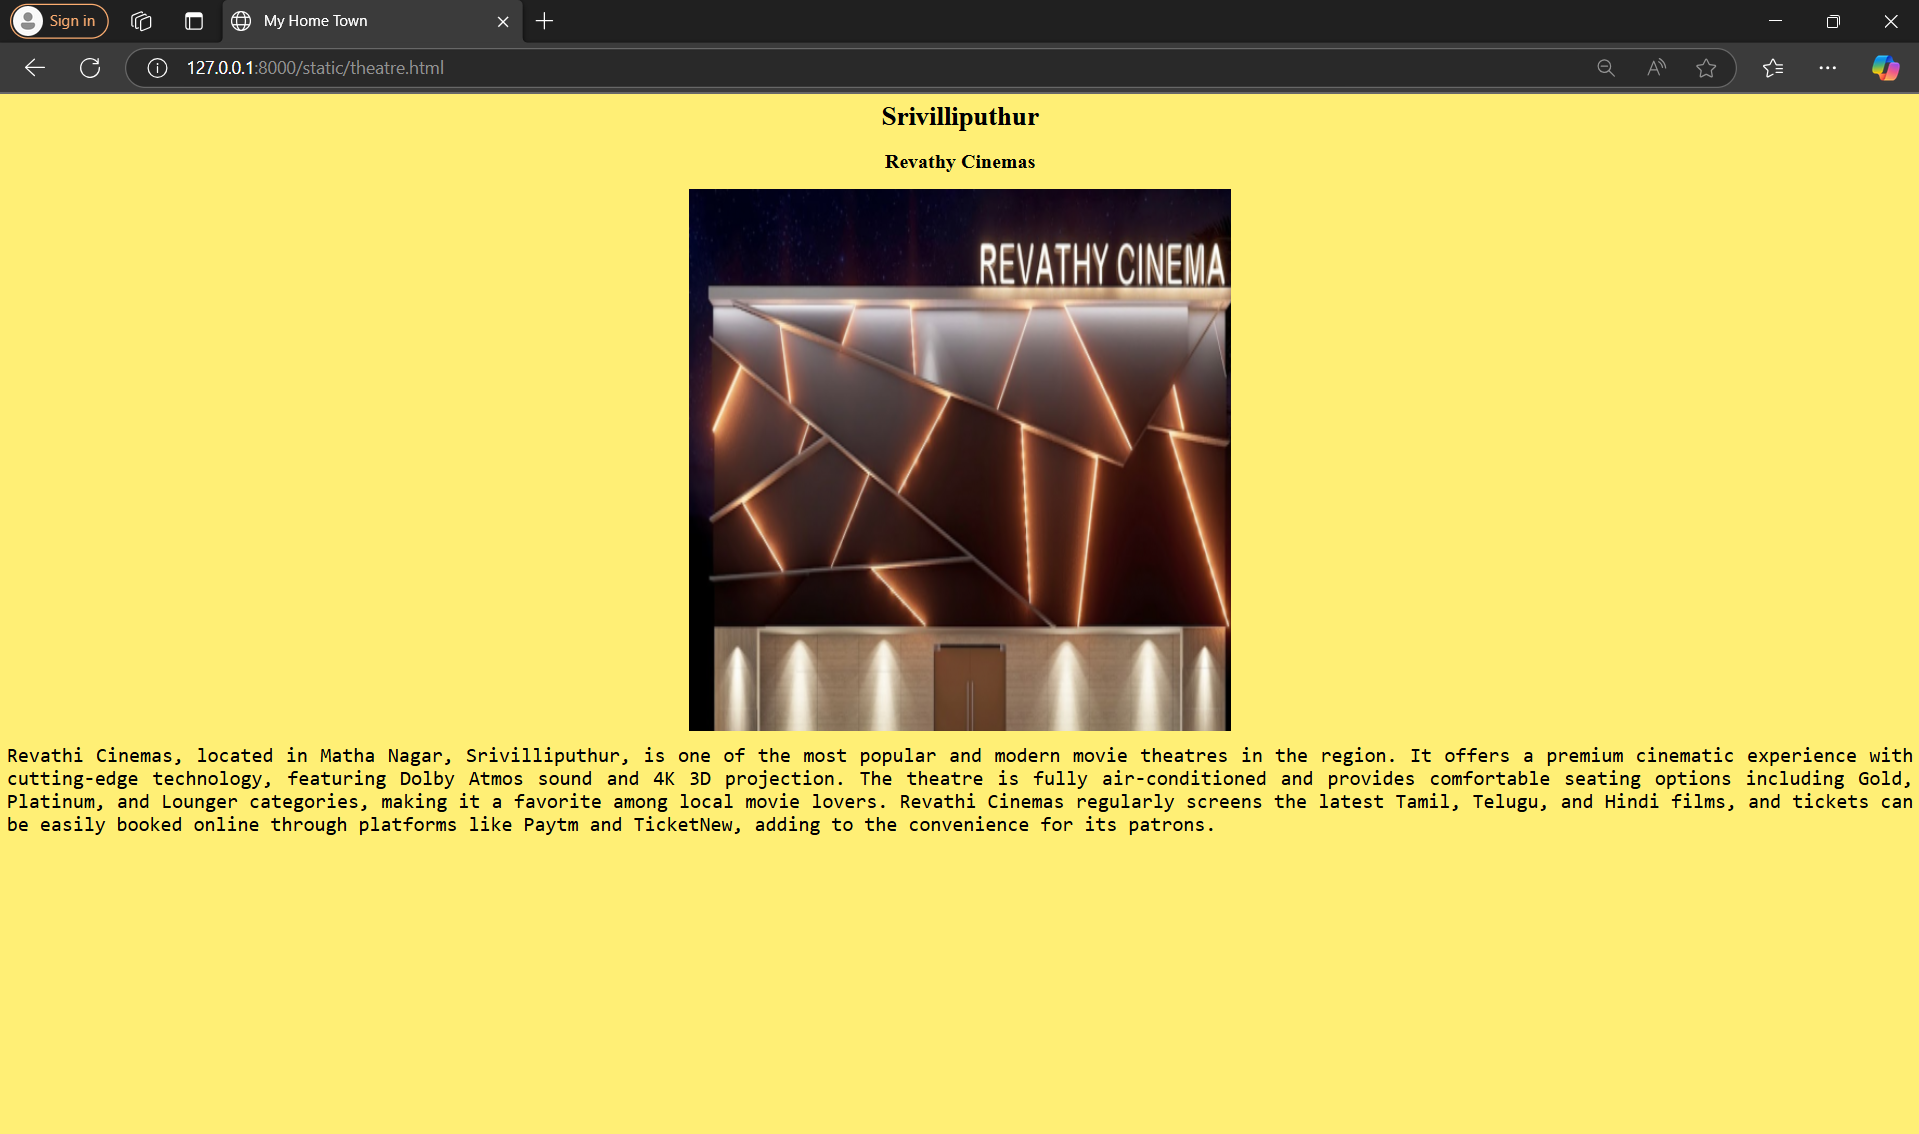 Sign in
My Home Town
127.0.0.1:8000/static/theatre.html
Srivilliputhur
Revathy Cinemas
REVATHY CINEMA
Revathi Cinemas, located in Matha Nagar, Srivilliputhur, is one of the most popular and modern movie theatres in the region. It offers a premium cinematic experience with
cutting-edge technology, featuring Dolby Atmos sound and 4K 3D projection. The theatre is fully air-conditioned and provides comfortable seating options including Gold,
Platinum, and Lounger categories, making it a favorite among local movie lovers. Revathi Cinemas regularly screens the latest Tamil, Telugu, and Hindi films, and tickets can
be easily booked online through platforms like Paytm and TicketNew, adding to the convenience for its patrons.